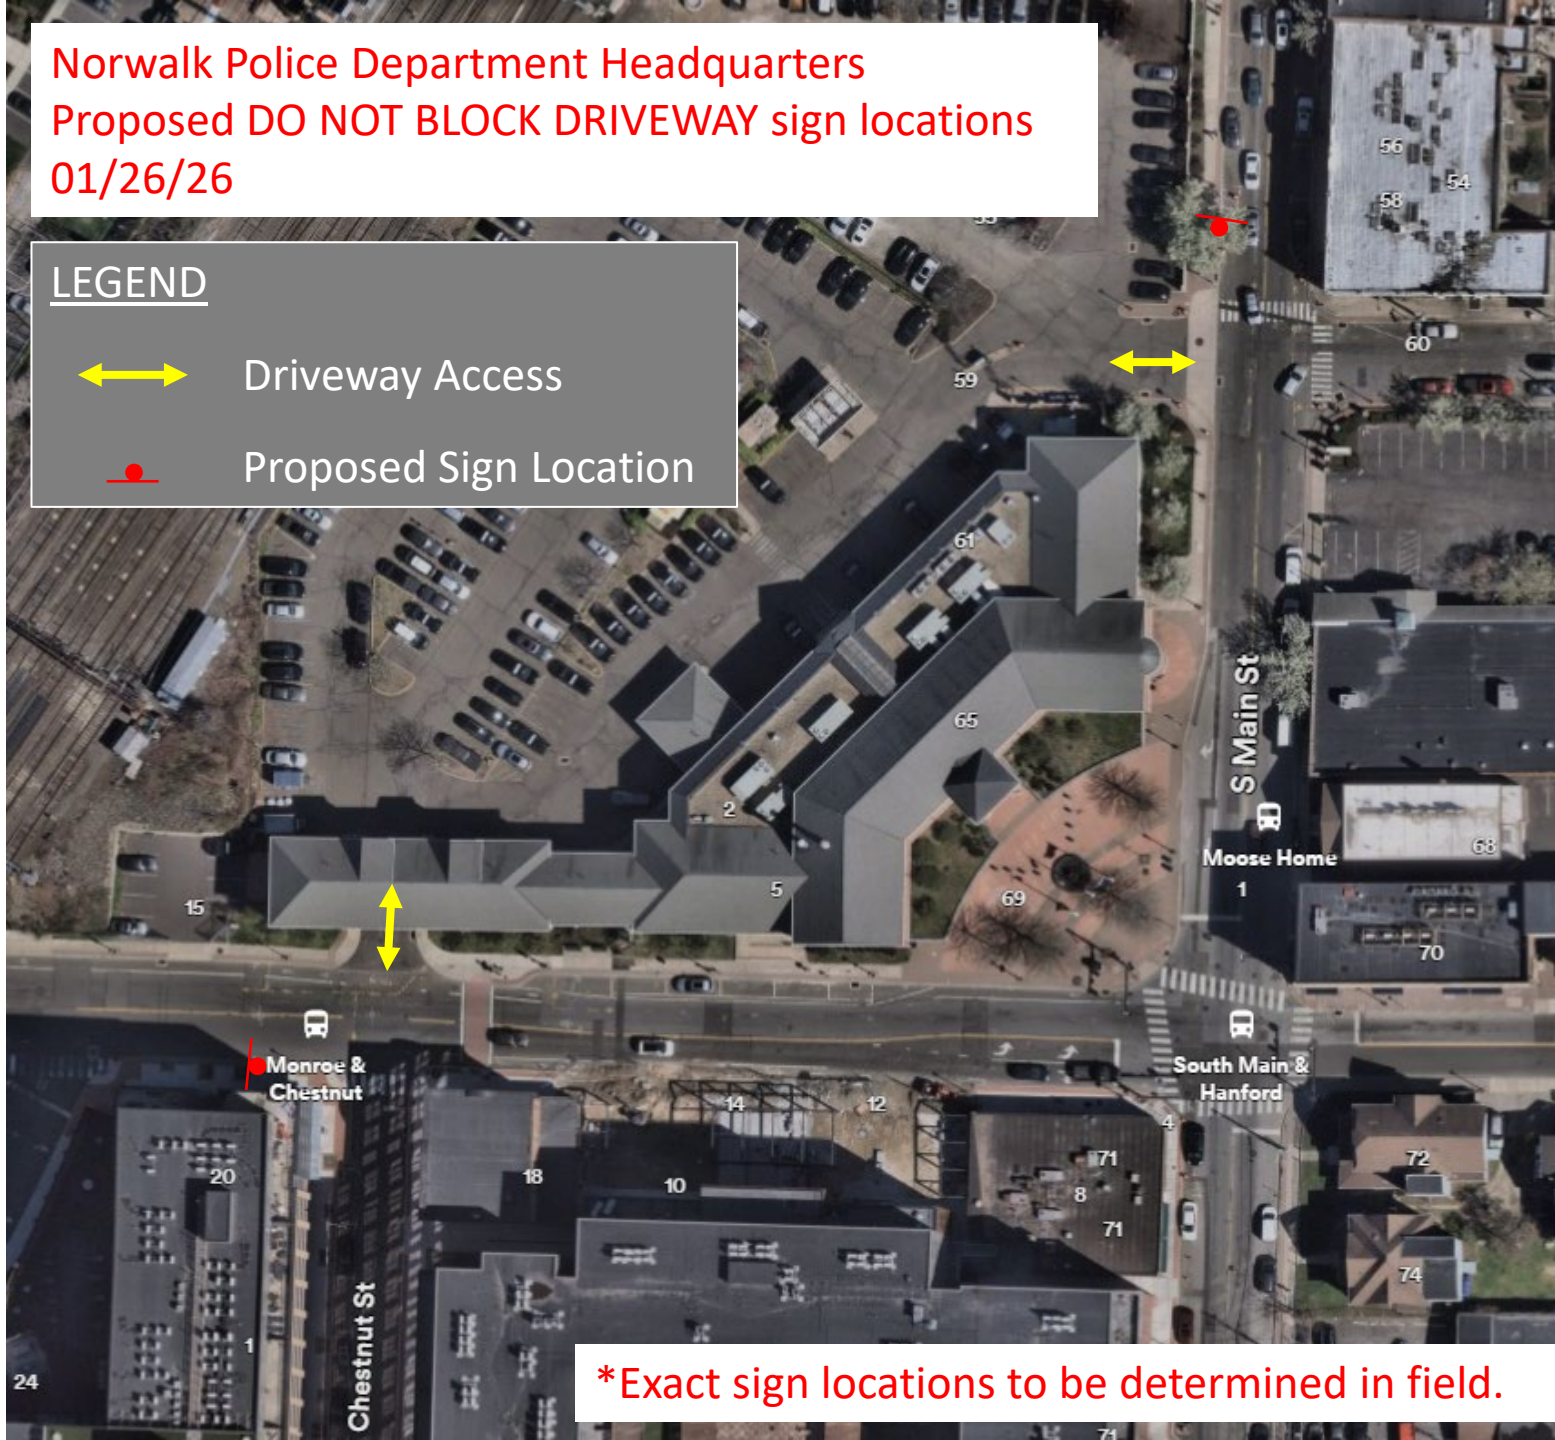 Norwalk Police Department Headquarters
Proposed DO NOT BLOCK DRIVEWAY sign locations
01/26/26
LEGEND
Driveway Access
Proposed Sign Location
56
54
58
60
59
61
65
S Main St
2
Moose Home
1
68
5
15
69
70
Monroe &
Chestnut
South Main &
Hanford
14
12
4
20
18
10
71
8
71
72
74
Chestnut St
1
24
*Exact sign locations to be determined in field.
71